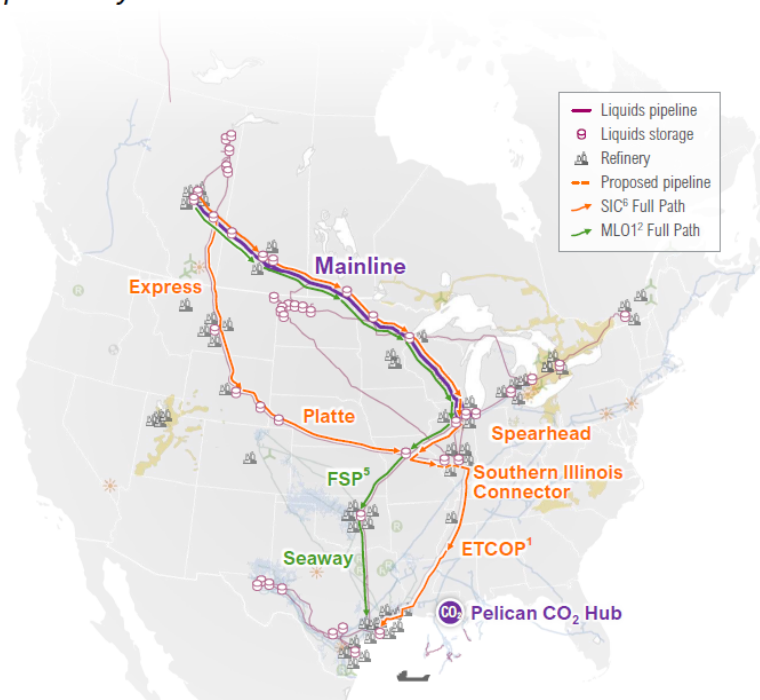 Liquids pipeline
Liquids storage
Refinery
Proposed pipeline
SIC⁶ Full Path
MLO1² Full Path
Mainline
Express
Platte
Spearhead
FSP⁵
Southern Illinois
Connector
ETCOP¹
Seaway
CO₂ Pelican CO₂ Hub